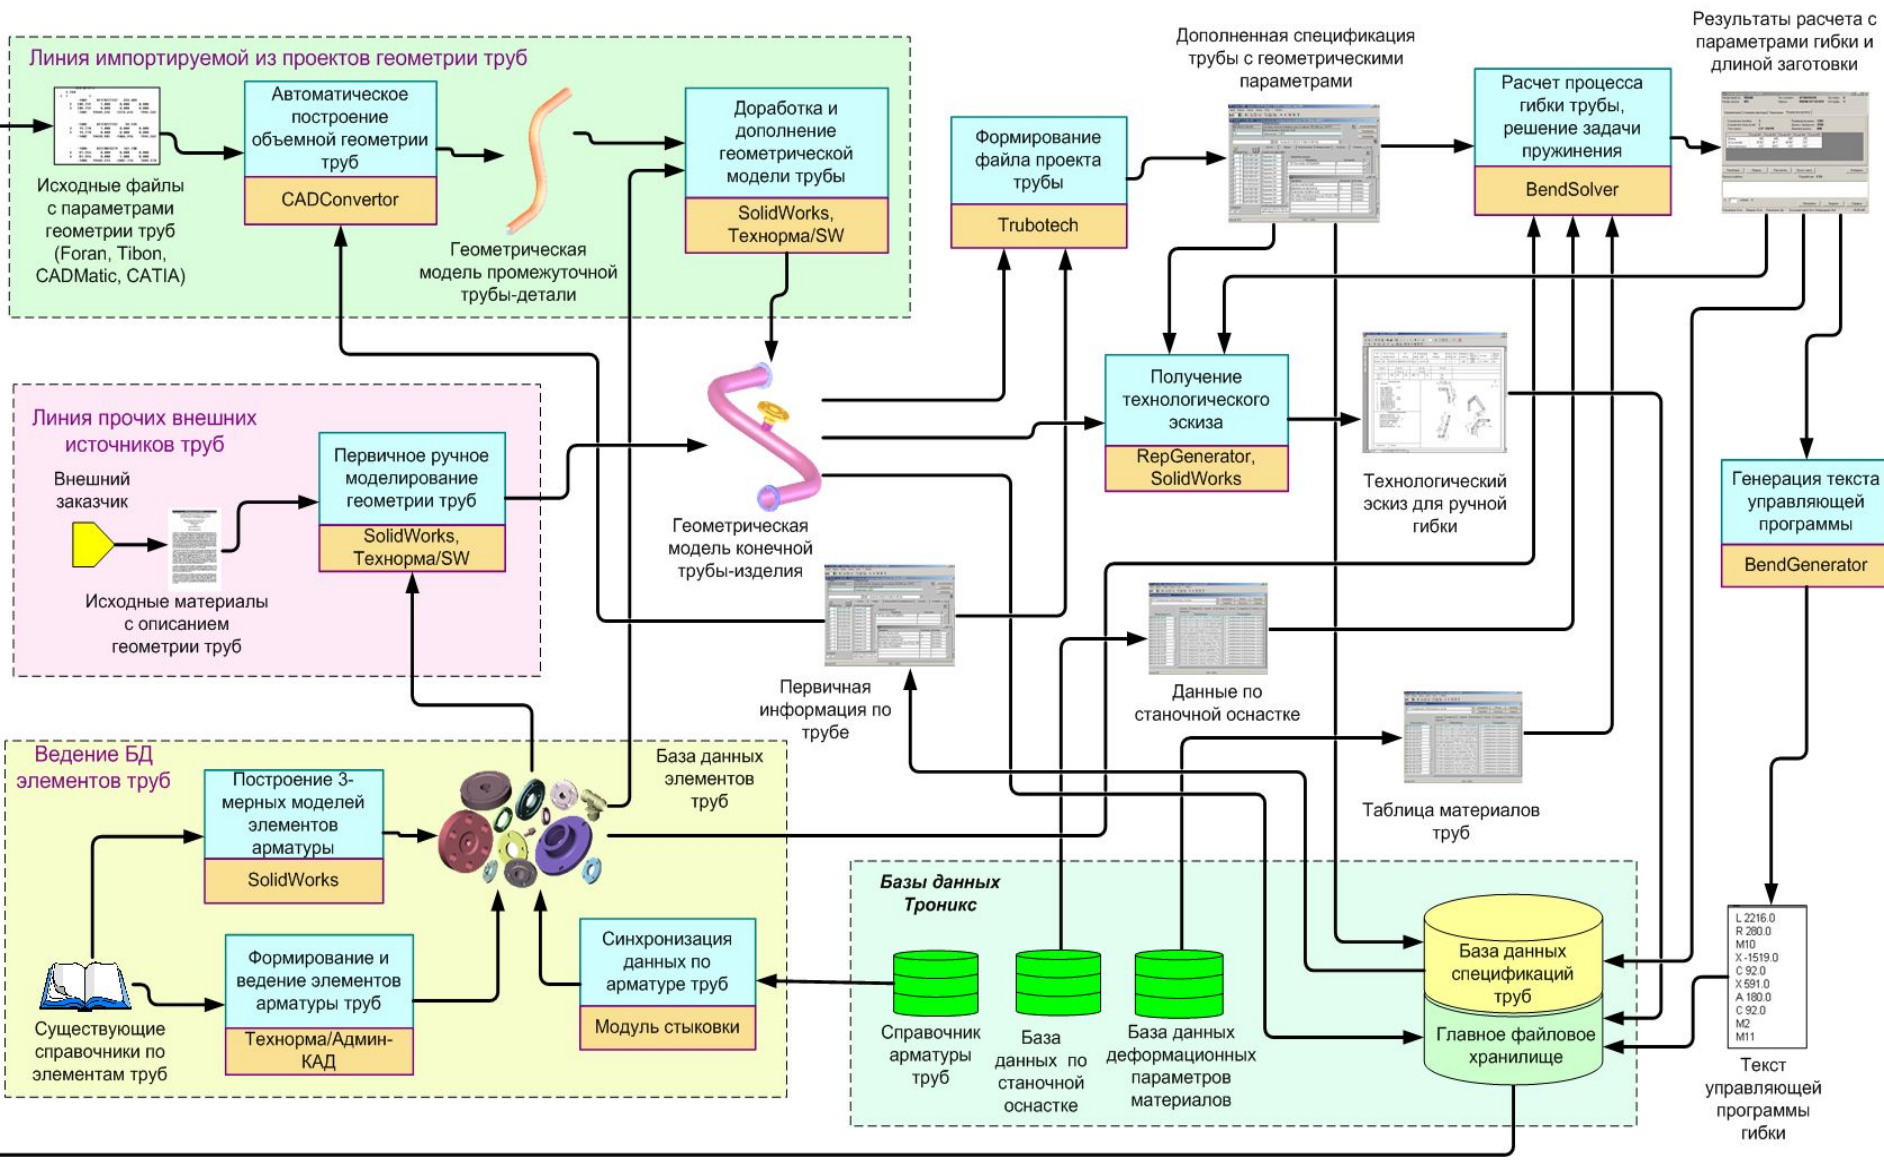 Линия импортируемой из проектов геометрии труб
Исходные файлы
с параметрами
геометрии труб
(Foran, Tibon,
CADMatic, CATIA)
Автоматическое
построение
объемной геометрии
труб
CADConvertor
Геометрическая
модель промежуточной
трубы-детали
Доработка и
дополнение
геометрической
модели трубы
SolidWorks,
Технорма/SW
Формирование
файла проекта
трубы
Trubotech
Дополненная спецификация
трубы с геометрическими
параметрами
Расчет процесса
гибки трубы,
решение задачи
пружинения
BendSolver
Результаты расчета с
параметрами гибки и
длиной заготовки
Линия прочих внешних
источников труб
Внешний
заказчик
Исходные материалы
с описанием
геометрии труб
Первичное ручное
моделирование
геометрии труб
SolidWorks,
Технорма/SW
Геометрическая
модель конечной
трубы-изделия
Получение
технологического
эскиза
RepGenerator,
SolidWorks
Технологический
эскиз для ручной
гибки
Генерация текста
управляющей
программы
BendGenerator
Первичная
информация по
трубе
Данные по
станочной оснастке
Таблица материалов
труб
Ведение БД
элементов труб
Построение 3-
мерных моделей
элементов
арматуры
SolidWorks
База данных
элементов
труб
Существующие
справочники по
элементам труб
Формирование и
ведение элементов
арматуры труб
Технорма/Админ-
КАД
Синхронизация
данных по
арматуре труб
Модуль стыковки
Базы данных
Троникс
Справочник
арматуры
труб
База
данных по
станочной
оснастке
База данных
деформационных
параметров
материалов
База данных
спецификаций
труб
Главное файловое
хранилище
L 2216.0
R 280.0
M10
X -1519.0
C 92.0
X 591.0
A 180.0
C 92.0
M2
M11
Текст
управляющей
программы
гибки